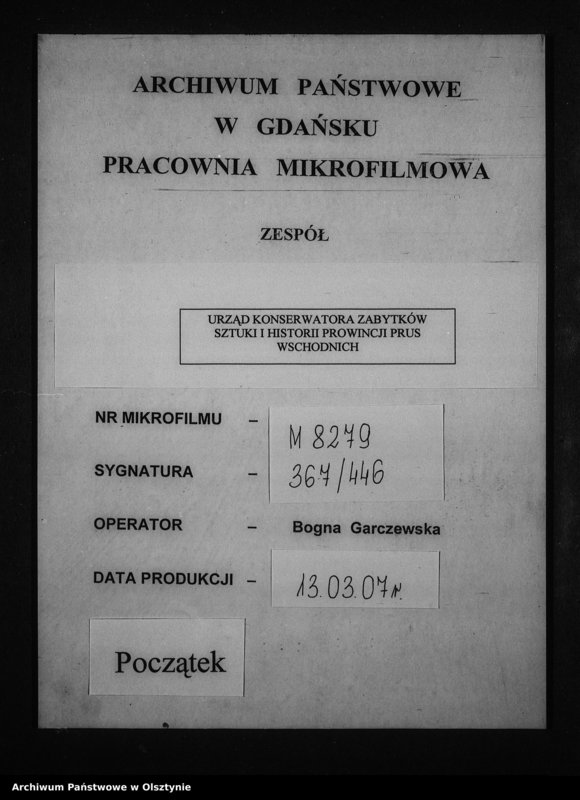 ARCHIWUM PAŃSTWOWE
W GDAŃSKU
PRACOWNIA MIKROFILMOWA
ZESPÓŁ
URZĄD KONSERWATORA ZABYTKÓW
SZTUKI I HISTORII PROWINCJI PRUS
WSCHODNICH
NR MIKROFILMU – M 8279
SYGNATURA – 367/446
OPERATOR – Bogna Garczewska
DATA PRODUKCJI – 13.03.07r.
Początek
Archiwum Państwowe w Olsztynie